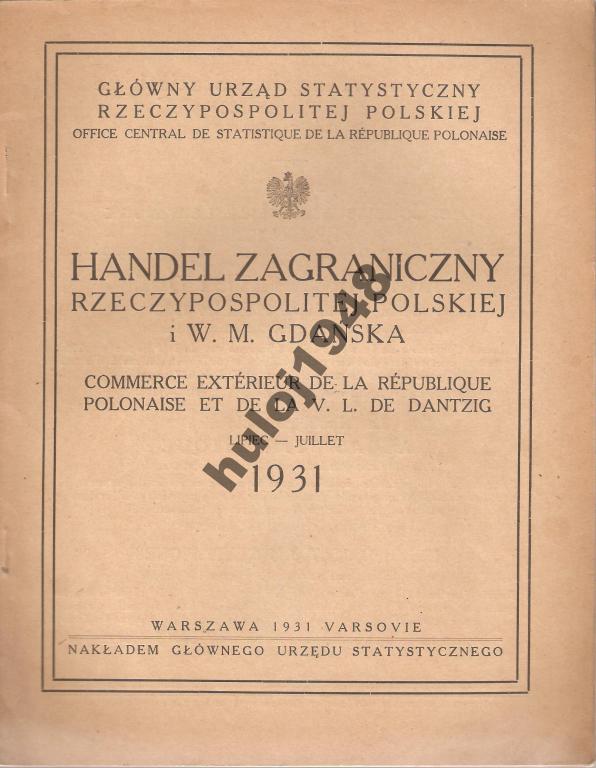 GŁÓWNY URZĄD STATYSTYCZNY
RZECZYPOSPOLITEJ POLSKIEJ
OFFICE CENTRAL DE STATISTIQUE DE LA RÉPUBLIQUE POLONAISE
HANDEL ZAGRANICZNY
RZECZYPOSPOLITEJ POLSKIEJ
i W. M. GDAŃSKA
COMMERCE EXTÉRIEUR DE LA RÉPUBLIQUE
POLONAISE ET DE LA V. L. DE DANTZIG
LIPIEC — JUILLET
1931
huloj1948
WARSZAWA 1931 VARSOVIE
NAKŁADEM GŁÓWNEGO URZĘDU STATYSTYCZNEGO